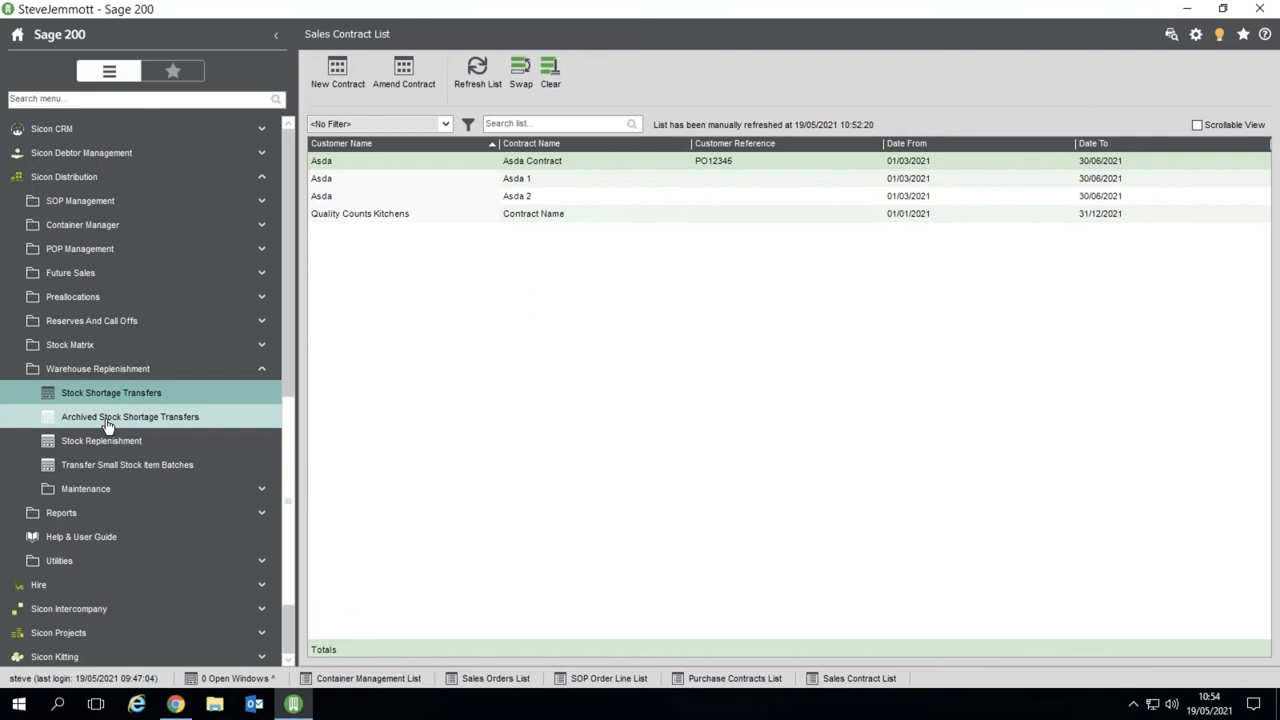 SteveJemmott - Sage 200
Sage 200
Sales Contract List
New Contract
Amend Contract
Refresh List
Swap
Clear
Search menu...
<No Filter>
Search list...
List has been manually refreshed at 19/05/2021 10:52:20
Scrollable View
Customer Name
Contract Name
Customer Reference
Date From
Date To
Asda
Asda Contract
PO12345
01/03/2021
30/06/2021
Asda
Asda 1
01/03/2021
30/06/2021
Asda
Asda 2
01/03/2021
30/06/2021
Quality Counts Kitchens
Contract Name
01/01/2021
31/12/2021
Totals
Sicon CRM
Sicon Debtor Management
Sicon Distribution
SOP Management
Container Manager
POP Management
Future Sales
Preallocations
Reserves And Call Offs
Stock Matrix
Warehouse Replenishment
Stock Shortage Transfers
Archived Stock Shortage Transfers
Stock Replenishment
Transfer Small Stock Item Batches
Maintenance
Reports
Help & User Guide
Utilities
Hire
Sicon Intercompany
Sicon Projects
Sicon Kitting
steve (last login: 19/05/2021 09:47:04)
0 Open Windows ^
Container Management List
Sales Orders List
SOP Order Line List
Purchase Contracts List
Sales Contract List
10:54
19/05/2021